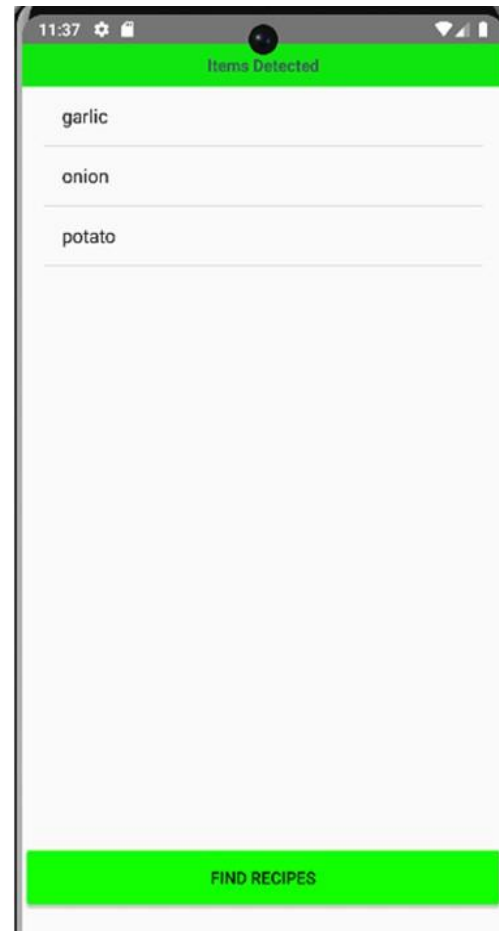 11:37
Items Detected
garlic
onion
potato
FIND RECIPES